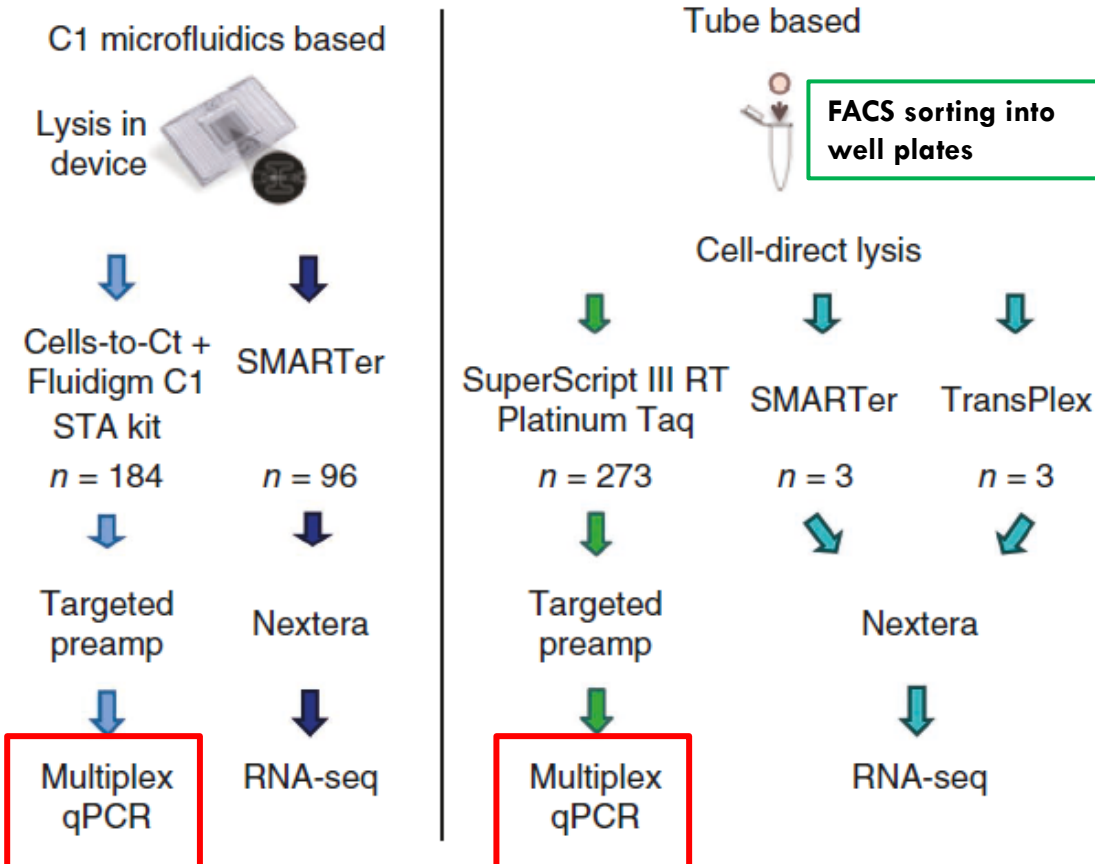 C1 microfluidics based
Lysis in
device
Cells-to-Ct +
Fluidigm C1
STA kit
n = 184
Targeted
preamp
Multiplex
qPCR
SMARTer
n = 96
Nextera
RNA-seq
Tube based
FACS sorting into
well plates
Cell-direct lysis
SuperScript III RT
Platinum Taq
n = 273
Targeted
preamp
Multiplex
qPCR
SMARTer
n = 3
TransPlex
n = 3
Nextera
RNA-seq